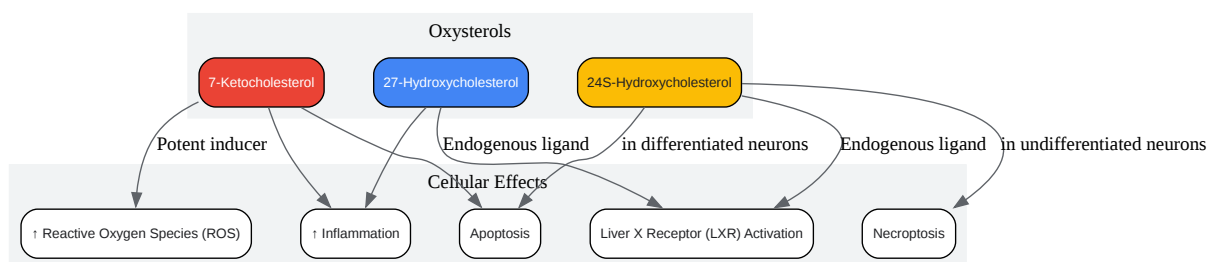 Oxysterols
7-Ketocholesterol
27-Hydroxycholesterol
24S-Hydroxycholesterol
Potent inducer
Endogenous ligand
in differentiated neurons
Endogenous ligand
in undifferentiated neurons
Cellular Effects
↑ Reactive Oxygen Species (ROS)
↑ Inflammation
Apoptosis
Liver X Receptor (LXR) Activation
Necroptosis